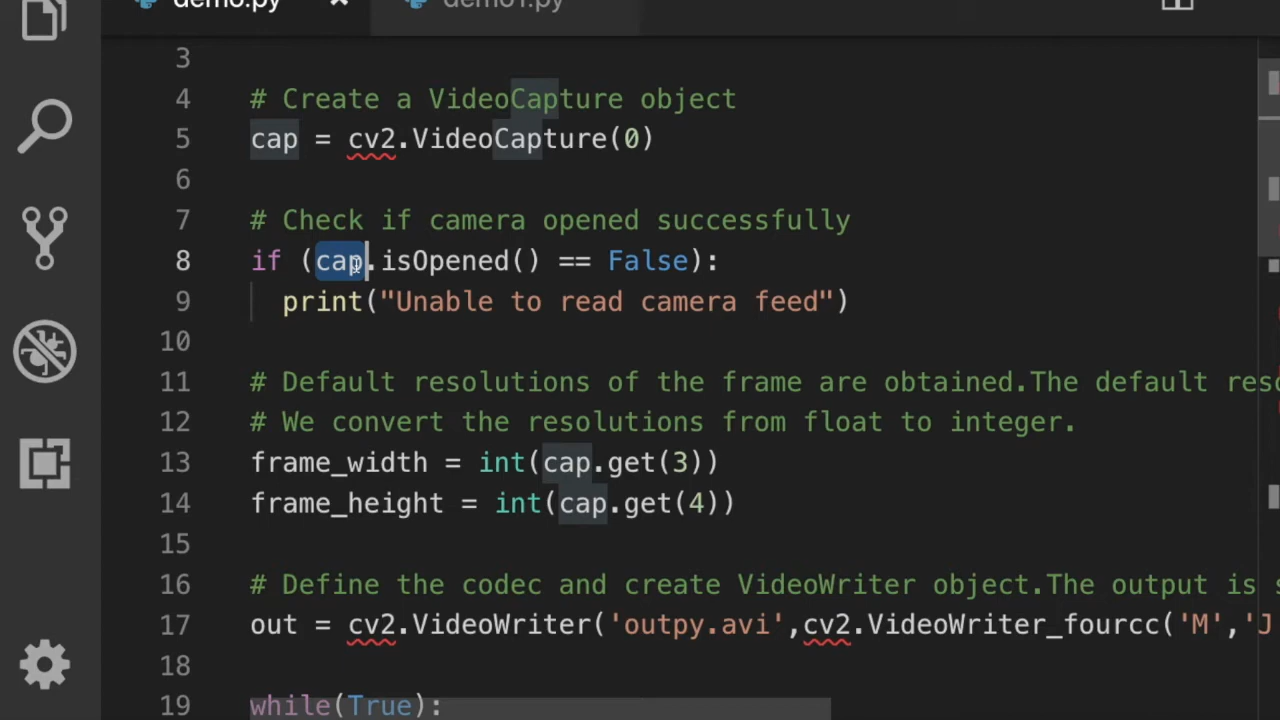 demo.py demo1.py
3
4 # Create a VideoCapture object
5 cap = cv2.VideoCapture(0)
6
7 # Check if camera opened successfully
8 if (cap.isOpened() == False):
9 print("Unable to read camera feed")
10
11 # Default resolutions of the frame are obtained.The default res
12 # We convert the resolutions from float to integer.
13 frame_width = int(cap.get(3))
14 frame_height = int(cap.get(4))
15
16 # Define the codec and create VideoWriter object.The output is s
17 out = cv2.VideoWriter('outpy.avi',cv2.VideoWriter_fourcc('M','J
18
19 while(True):